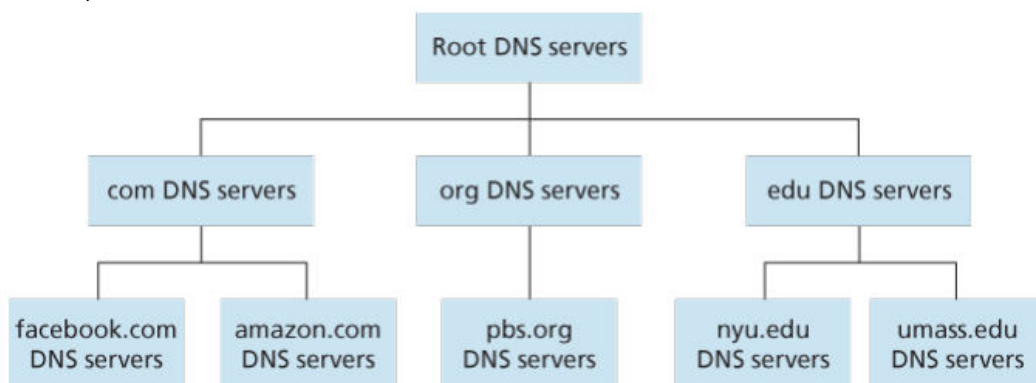 Root DNS servers
com DNS servers
org DNS servers
edu DNS servers
facebook.com
DNS servers
amazon.com
DNS servers
pbs.org
DNS servers
nyu.edu
DNS servers
umass.edu
DNS servers